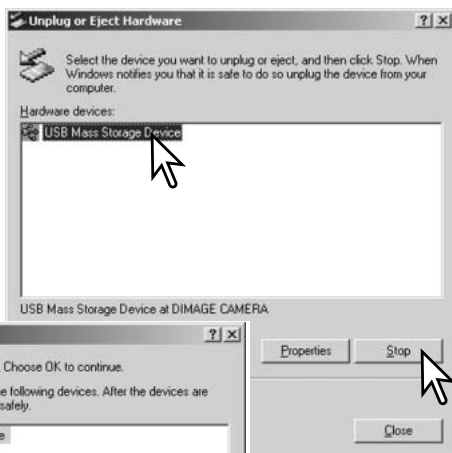 Unplug or Eject Hardware
Select the device you want to unplug or eject, and then click Stop. When
Windows notifies you that it is safe to do so unplug the device from your
computer.
Hardware devices:
USB Mass Storage Device
USB Mass Storage Device at DIMAGE CAMERA
Properties Stop
Close
Choose OK to continue.
e following devices. After the devices are
safely.
e